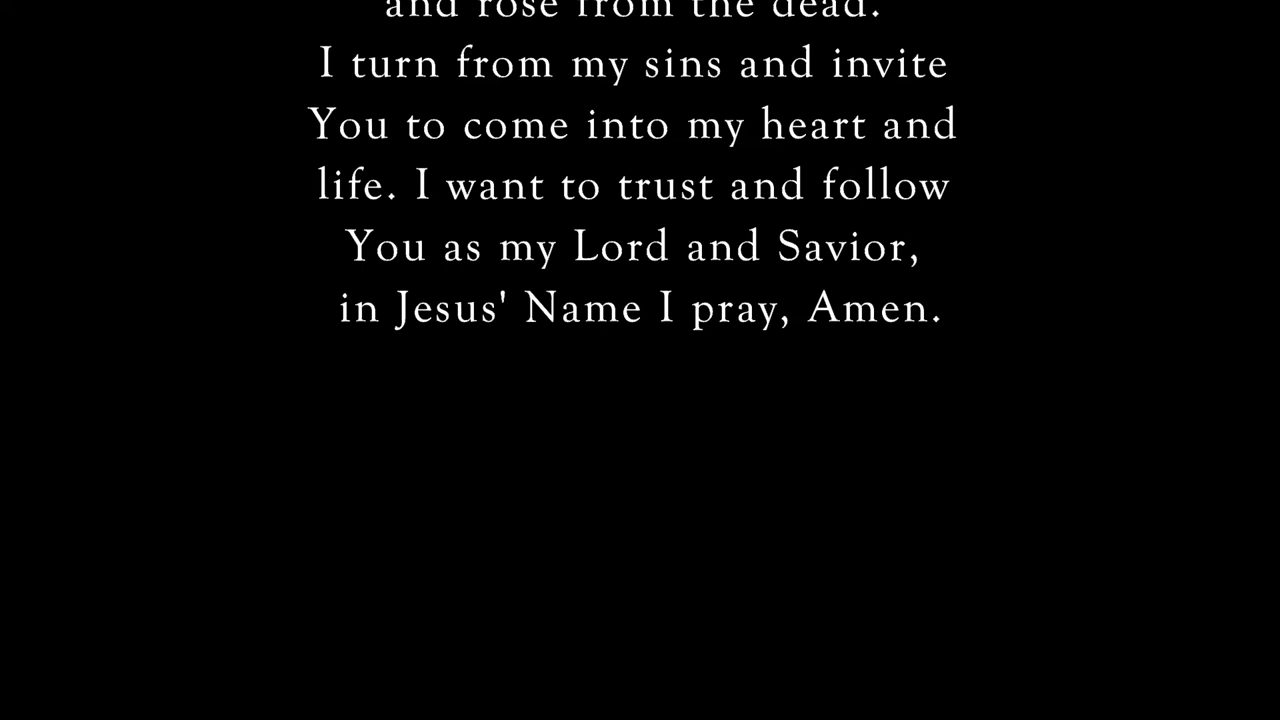 and rose from the dead.
I turn from my sins and invite
You to come into my heart and
life. I want to trust and follow
You as my Lord and Savior,
in Jesus' Name I pray, Amen.